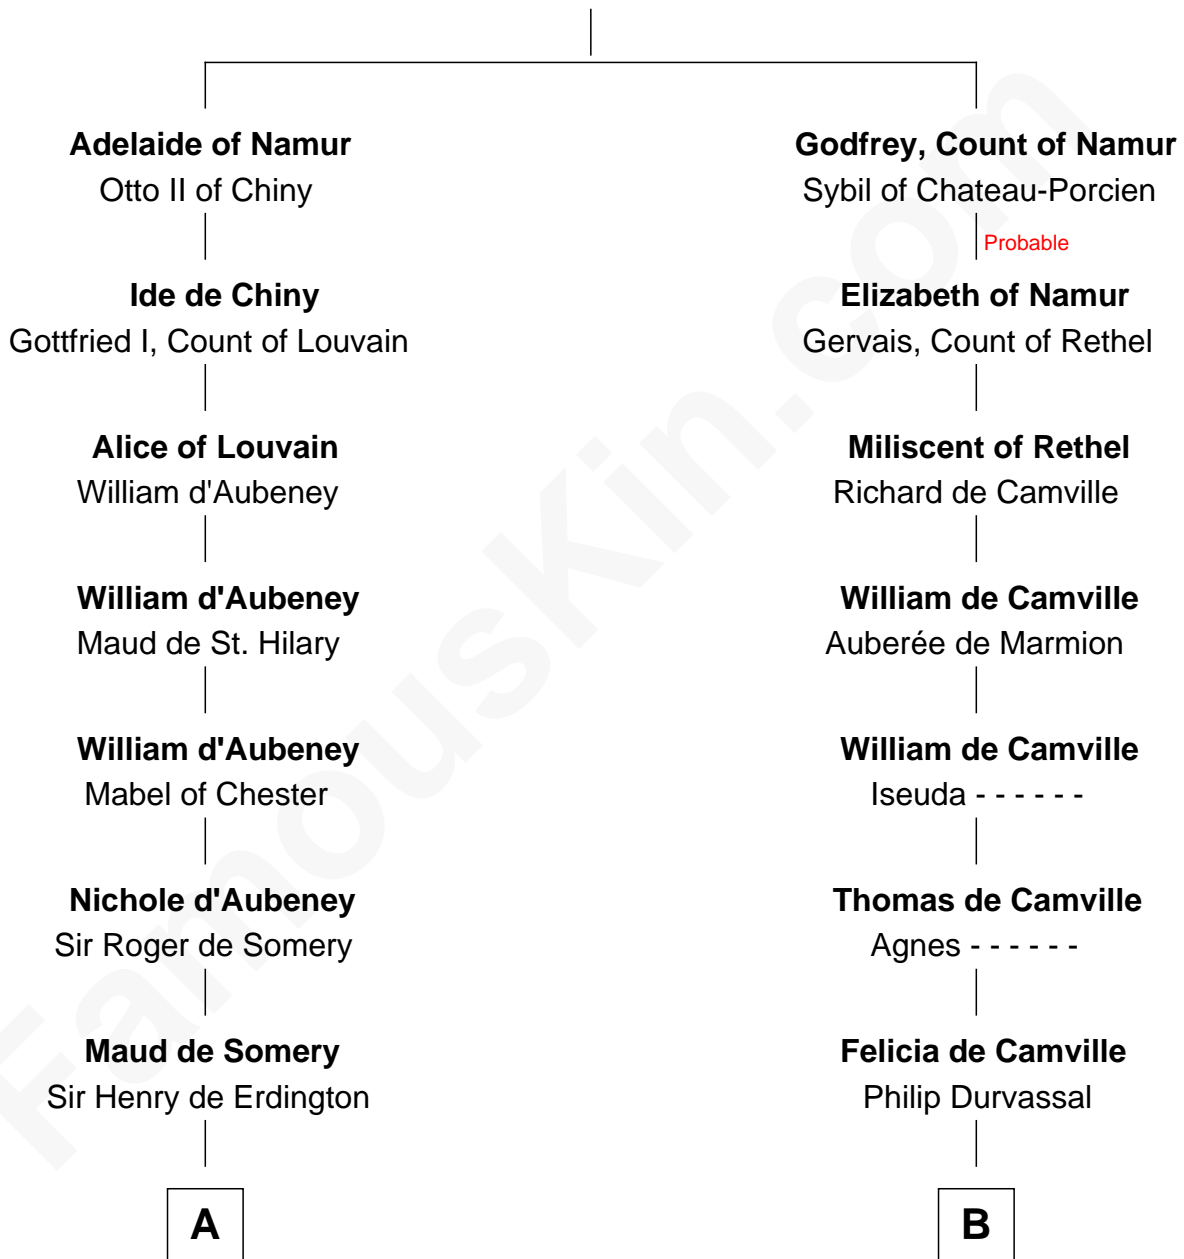 Adelaide of Namur
Otto II of Chiny
Ide de Chiny
Gottfried I, Count of Louvain
Alice of Louvain
William d'Aubeney
William d'Aubeney
Maud de St. Hilary
William d'Aubeney
Mabel of Chester
Nichole d'Aubeney
Sir Roger de Somery
Maud de Somery
Sir Henry de Erdington
A
Godfrey, Count of Namur
Sybil of Chateau-Porcien
Probable
Elizabeth of Namur
Gervais, Count of Rethel
Miliscent of Rethel
Richard de Camville
William de Camville
Auberée de Marmion
William de Camville
Iseuda - - - - - -
Thomas de Camville
Agnes - - - - - -
Felicia de Camville
Philip Durvassal
B
FamousKin.com